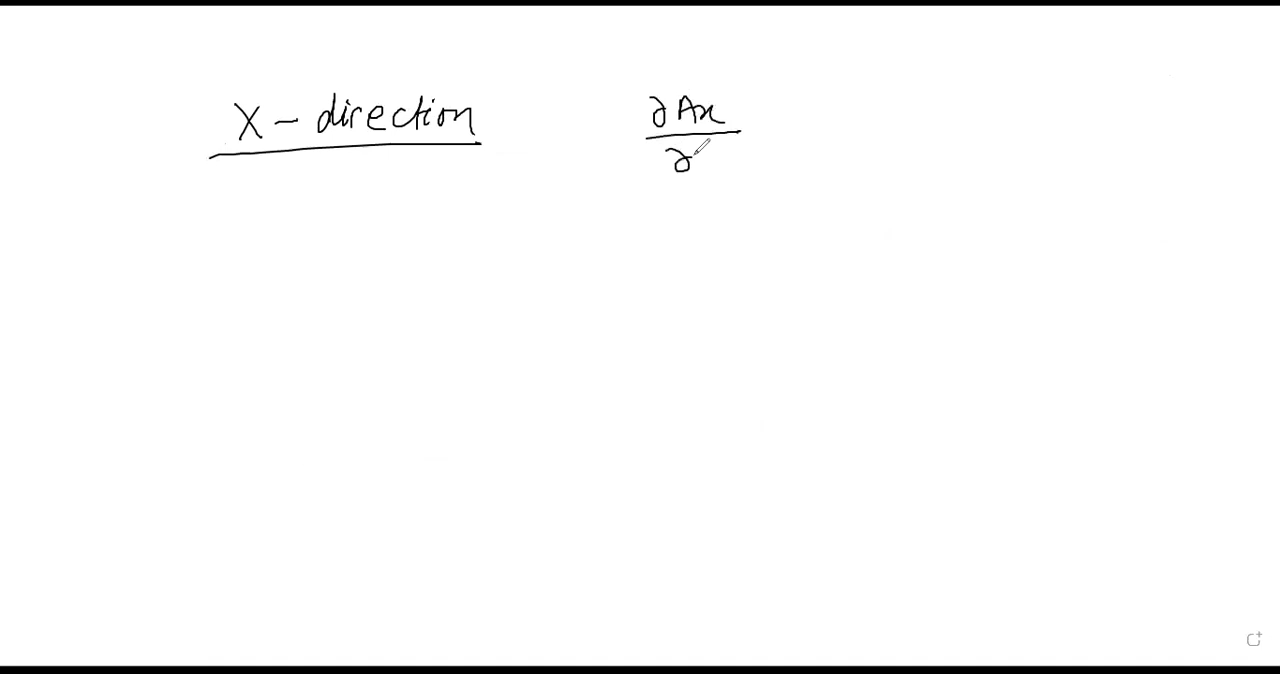 X - direction
∂Ax
∂